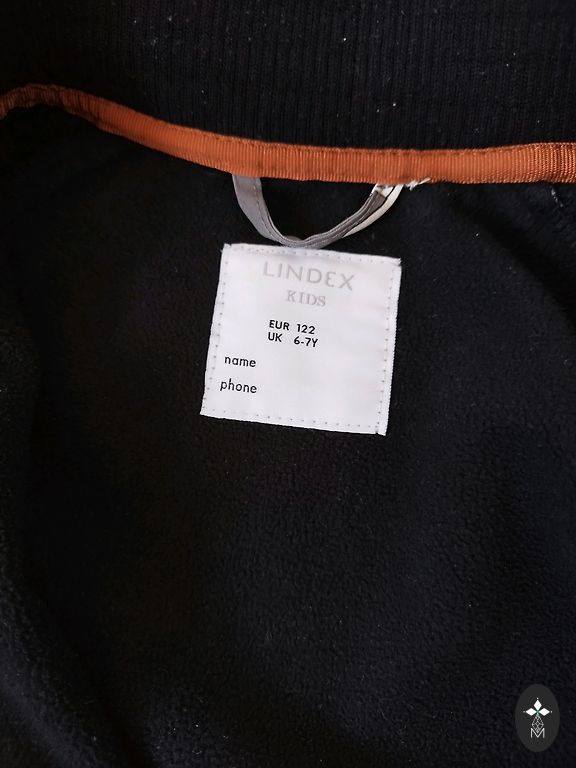 LINDEX
KIDS
EUR 122
UK 6-7Y
name
phone
M